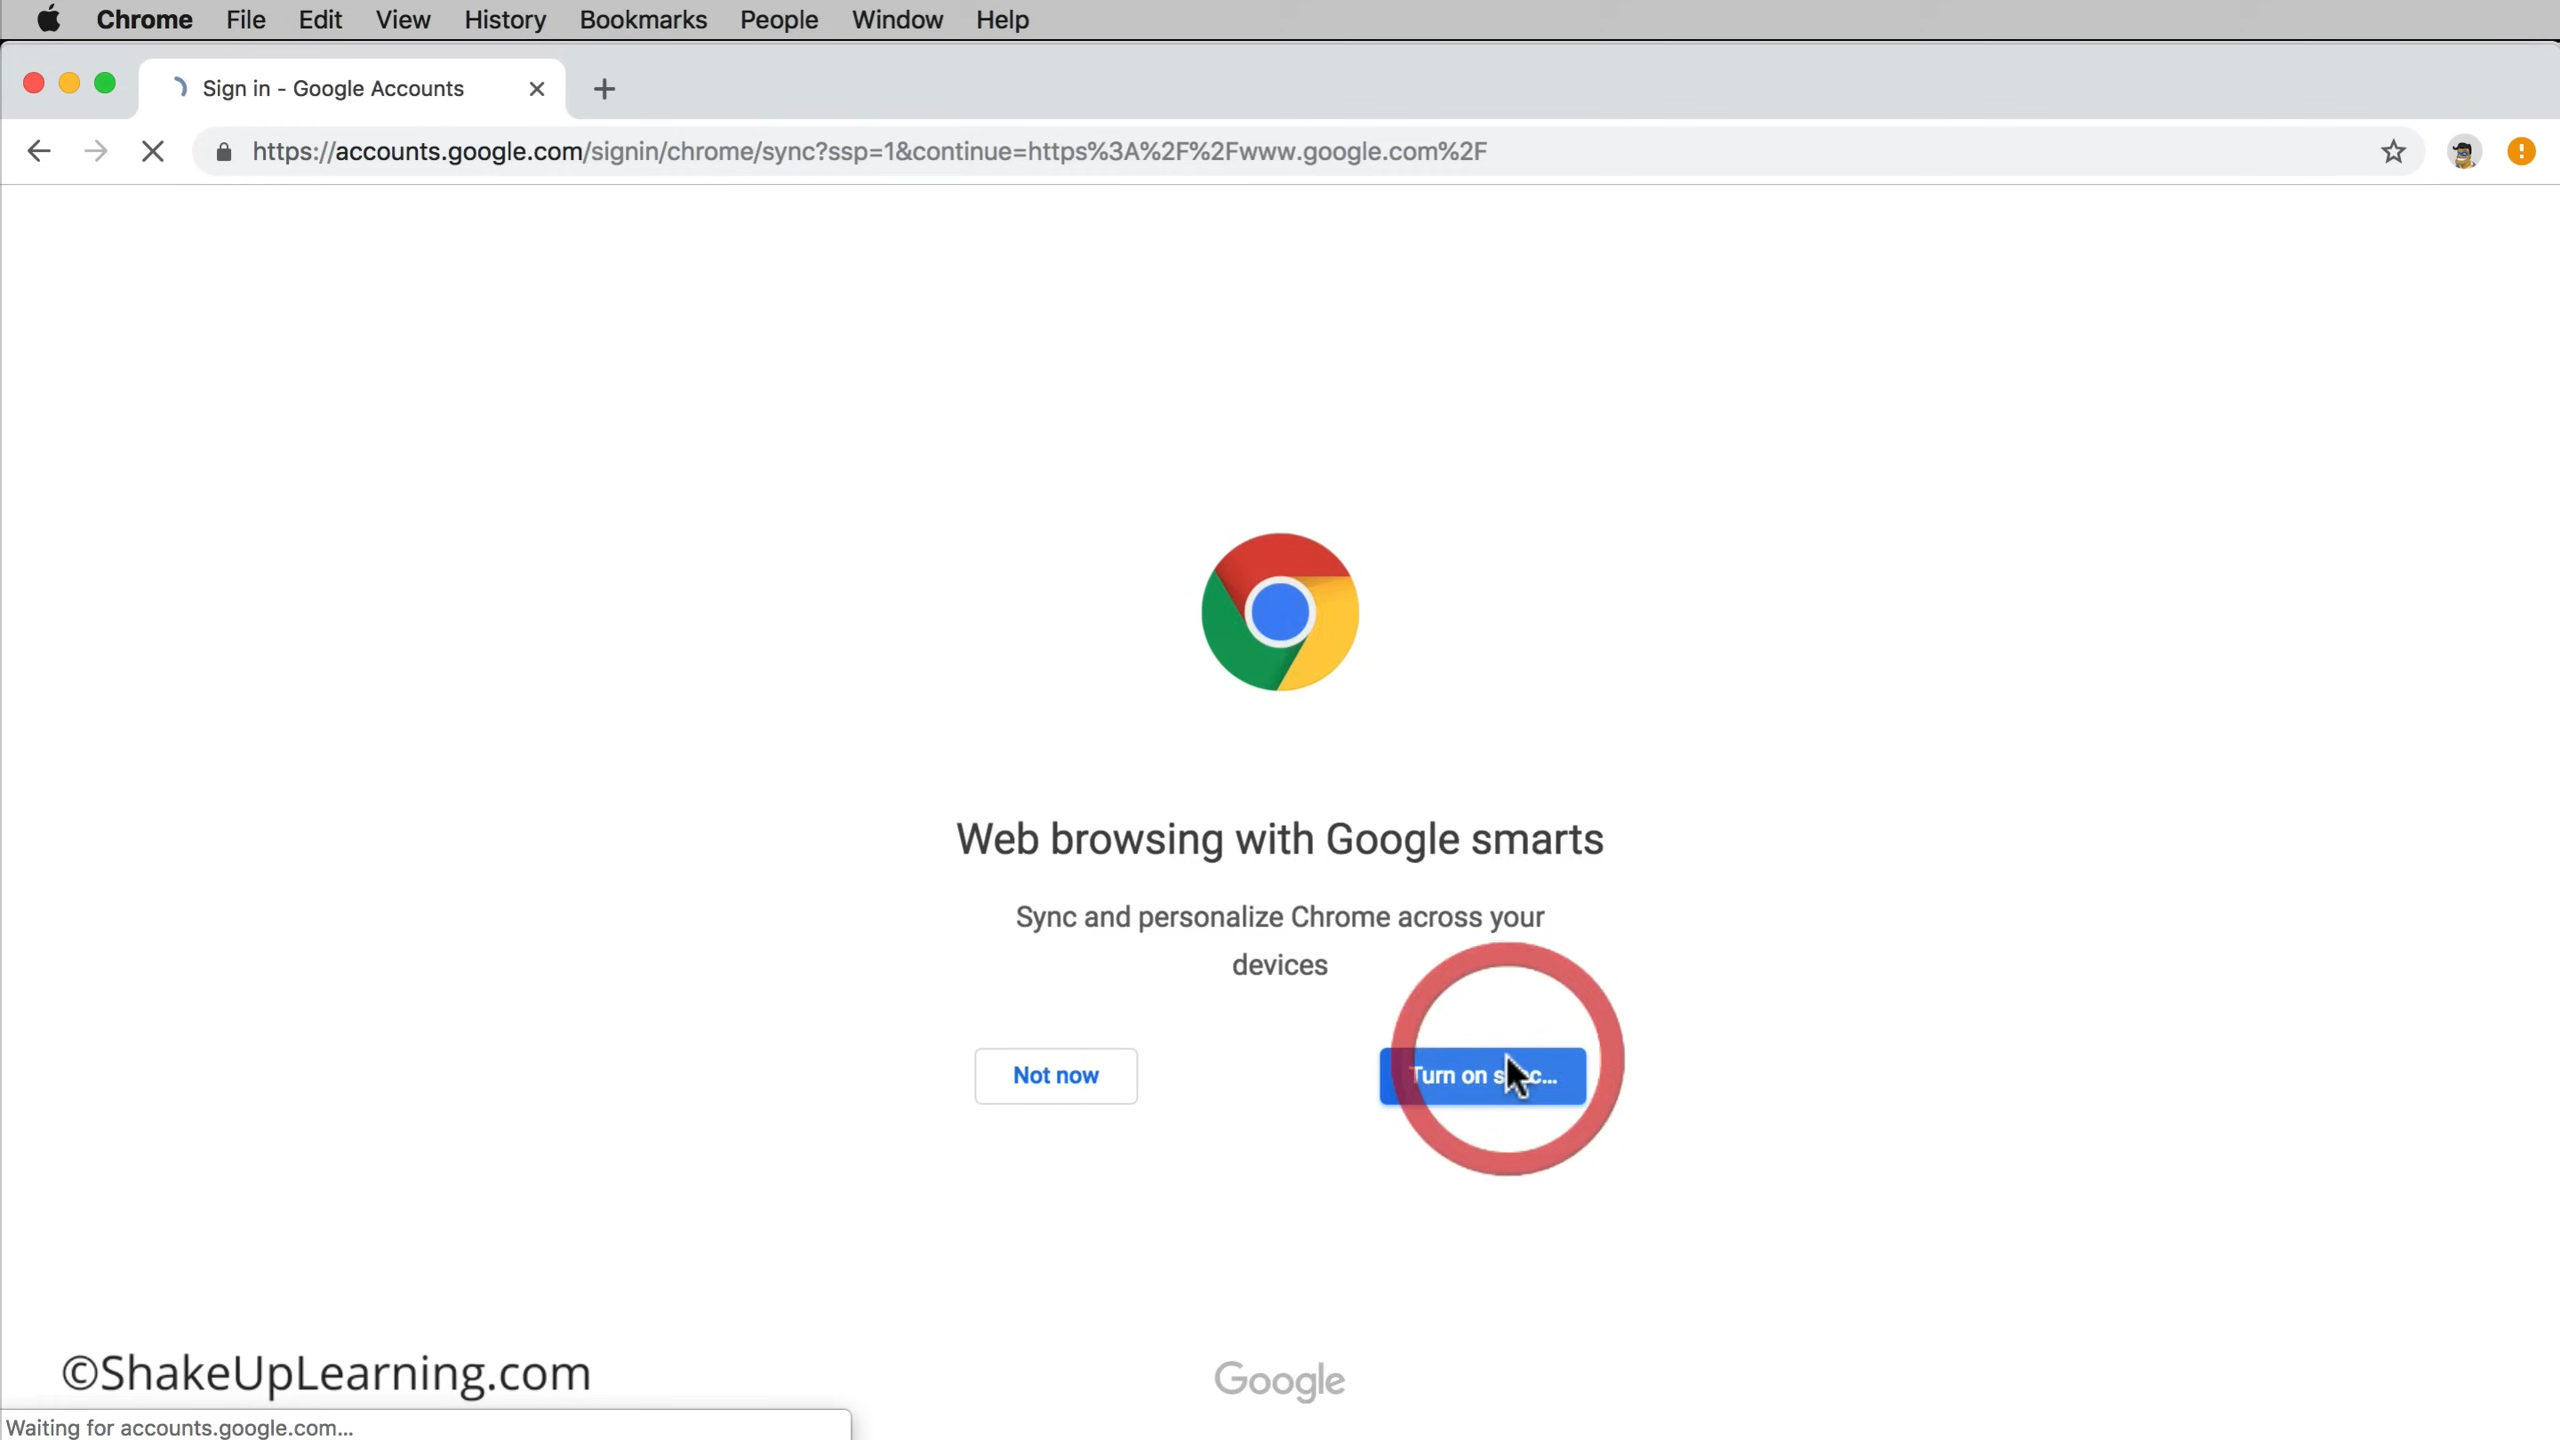 Chrome File Edit View History Bookmarks People Window Help
Sign in - Google Accounts
https://accounts.google.com/signin/chrome/sync?ssp=1&continue=https%3A%2F%2Fwww.google.com%2F
Web browsing with Google smarts
Sync and personalize Chrome across your
devices
Not now
Turn on
©ShakeUpLearning.com
Google
Waiting for accounts.google.com...